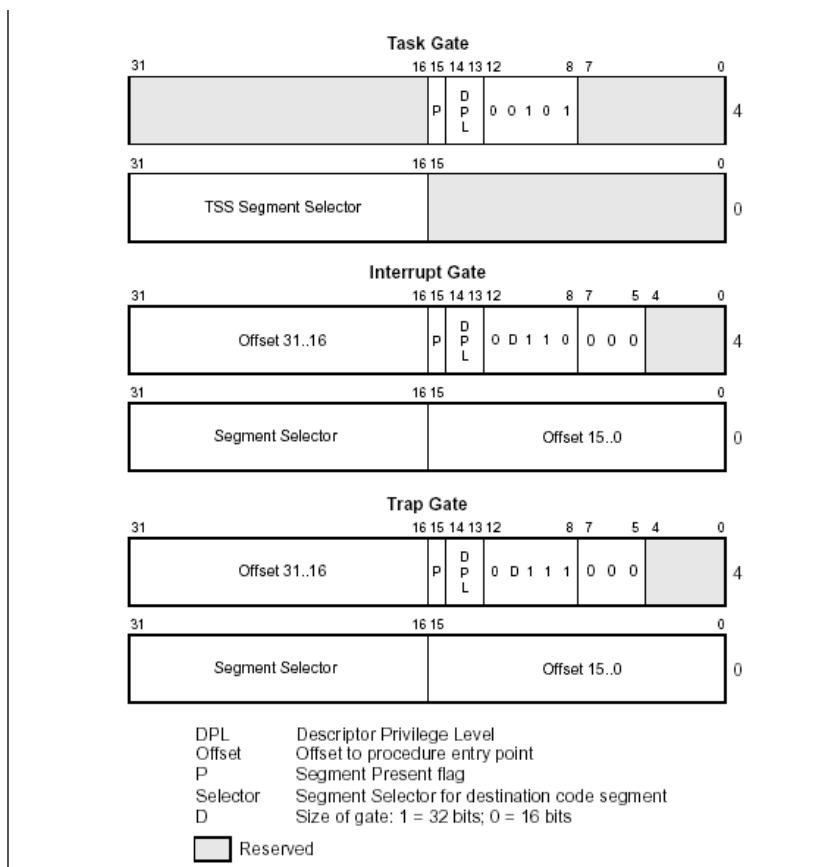 Task Gate
31 16 15 14 13 12 8 7 0
P D P L 0 0 1 0 1 4
31 16 15 0
TSS Segment Selector 0
Interrupt Gate
31 16 15 14 13 12 8 7 5 4 0
Offset 31..16 P D P L 0 D 1 1 0 0 0 0 4
31 16 15 0
Segment Selector Offset 15..0 0
Trap Gate
31 16 15 14 13 12 8 7 5 4 0
Offset 31..16 P D P L 0 D 1 1 1 0 0 0 4
31 16 15 0
Segment Selector Offset 15..0 0
DPL Descriptor Privilege Level
Offset Offset to procedure entry point
P Segment Present flag
Selector Segment Selector for destination code segment
D Size of gate: 1 = 32 bits; 0 = 16 bits
Reserved